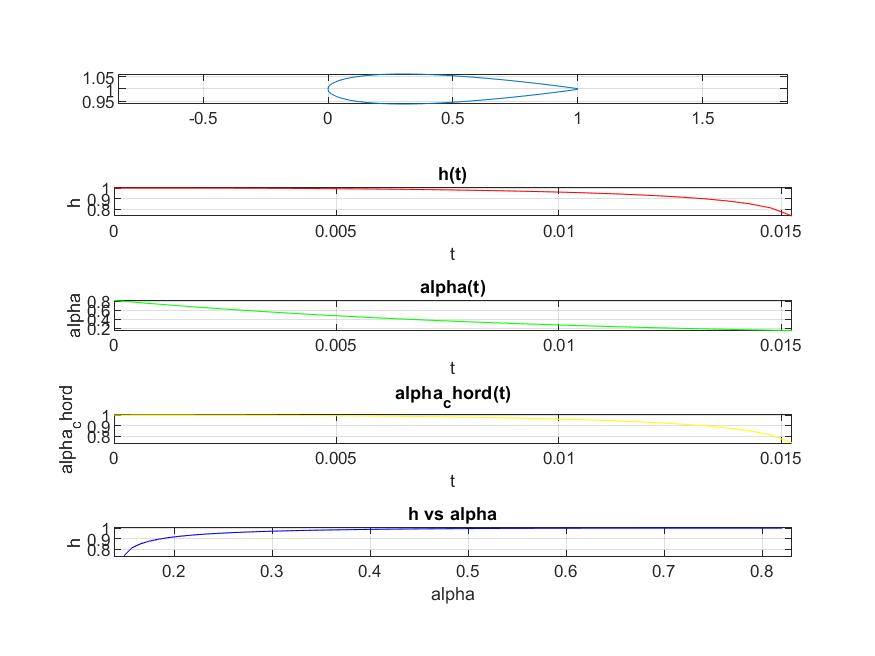 1.05
1
0.95
-0.5 0 0.5 1 1.5
h(t)
1
0.9
0.8
h
0 0.005 0.01 0.015
t
alpha(t)
0.8
0.6
0.4
0.2
alpha
0 0.005 0.01 0.015
t
alpha_chord(t)
1
0.9
0.8
alpha_chord
0 0.005 0.01 0.015
t
h vs alpha
1
0.9
0.8
h
0.2 0.3 0.4 0.5 0.6 0.7 0.8
alpha